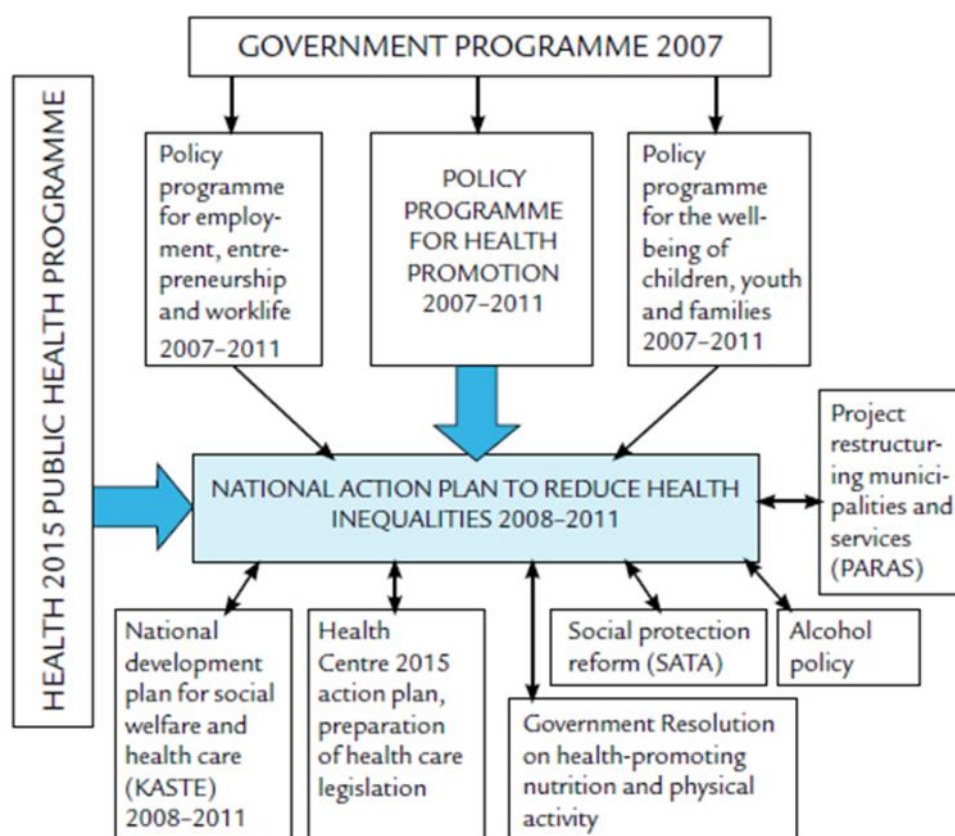 GOVERNMENT PROGRAMME 2007
HEALTH 2015 PUBLIC HEALTH PROGRAMME
Policy
programme
for employ-
ment, entre-
preneurship
and worklife
2007–2011
POLICY
PROGRAMME
FOR HEALTH
PROMOTION
2007–2011
Policy
programme
for the well-
being of
children, youth
and families
2007–2011
NATIONAL ACTION PLAN TO REDUCE HEALTH
INEQUALITIES 2008–2011
Project
restructur-
ing munici-
palities and
services
(PARAS)
National
development
plan for social
welfare and
health care
(KASTE)
2008–2011
Health
Centre 2015
action plan,
preparation
of health care
legislation
Government Resolution
on health-promoting
nutrition and physical
activity
Social protection
reform (SATA)
Alcohol
policy